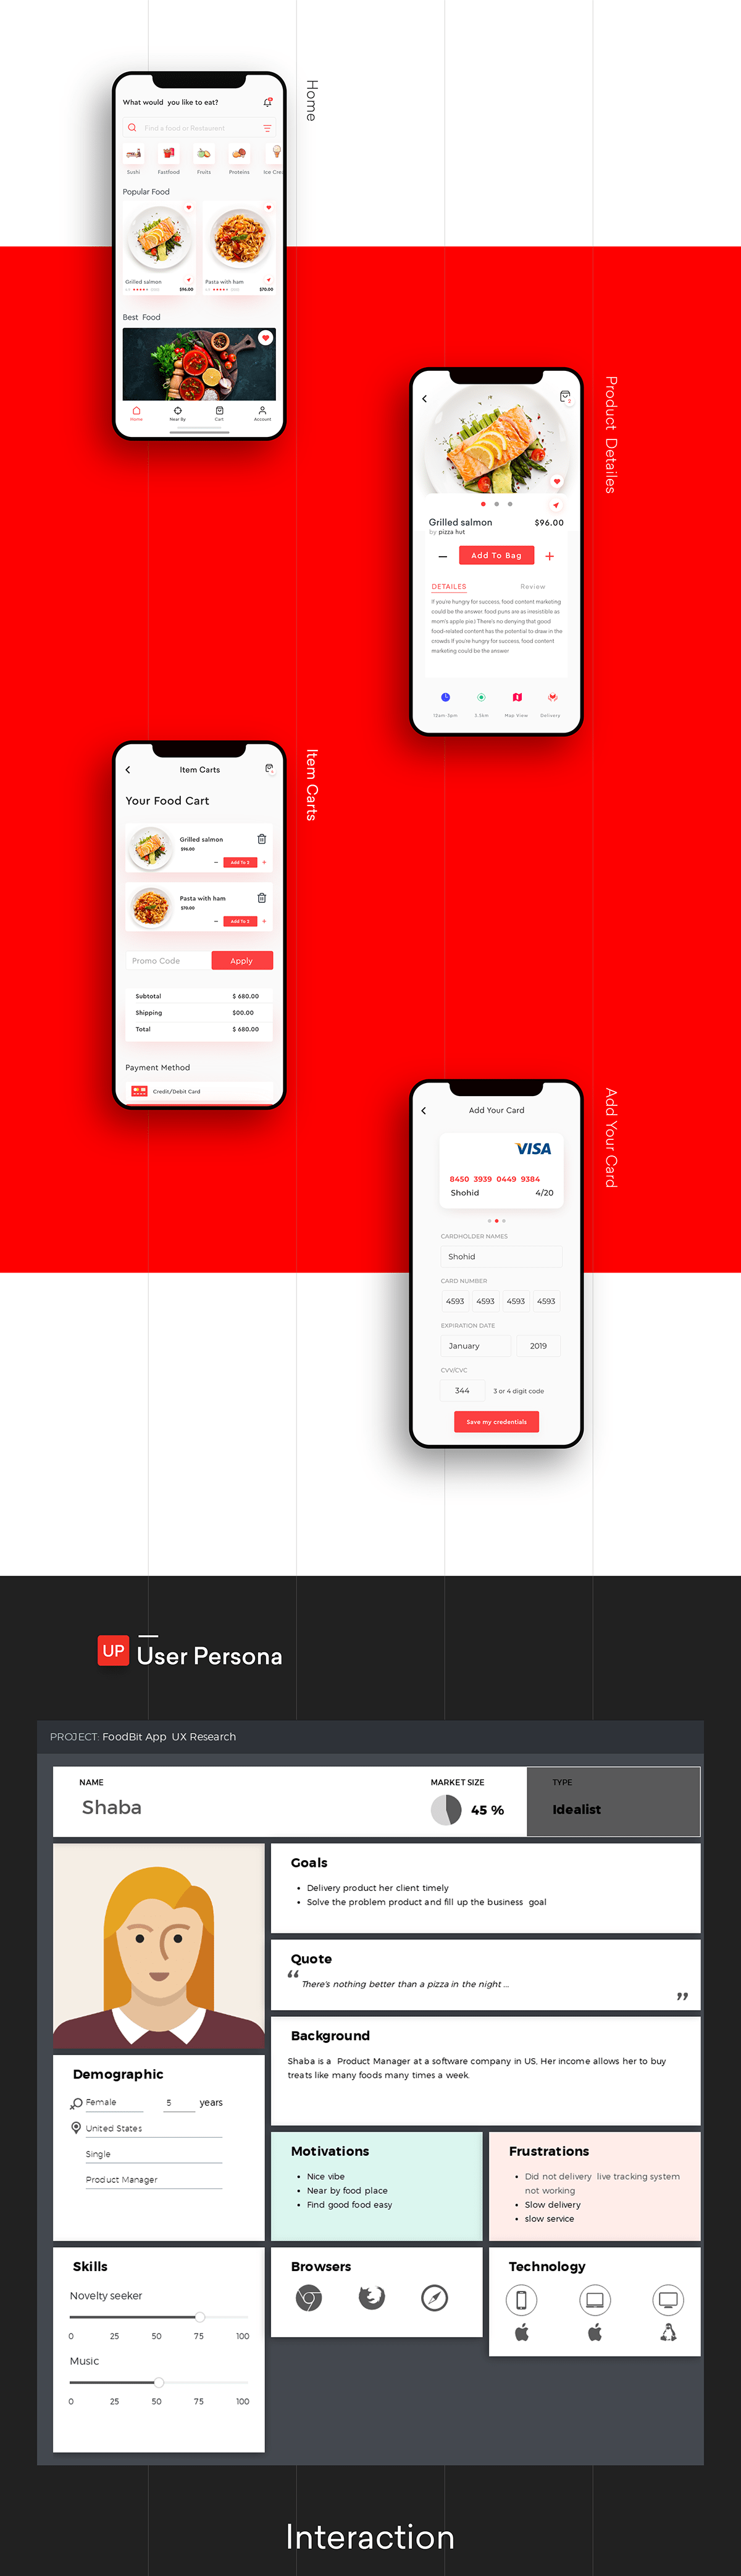 Home
What would you like to eat?
Find a food or Restaurent
Sushi
Fastfood
Fruits
Proteins
Ice Cre
Popular Food
Grilled salmon
$96.00
Pasta with ham
$70.00
Best Food
Home
Near By
Cart
Account
Product Detailes
2
Grilled salmon
$96.00
by pizza hut
Add To Bag
DETAILES
Review
If you're hungry for success, food content marketing
could be the answer. food puns are as irresistible as
mom's apple pie.) There's no denying that good
food-related content has the potential to draw in the
crowds If you're hungry for success, food content
marketing could be the answer
12am-3pm
3.5km
Map View
Delivery
Item Carts
Item Carts
Your Food Cart
Grilled salmon
$96.00
Add To 2
Pasta with ham
$70.00
Add To 3
Promo Code
Apply
Subtotal
$ 680.00
Shipping
$00.00
Total
$ 680.00
Payment Method
Credit/Debit Card
Add Your Card
Add Your Card
VISA
8450 3939 0449 9384
Shohid
4/20
CARDHOLDER NAMES
Shohid
CARD NUMBER
4593 4593 4593 4593
EXPIRATION DATE
January
2019
CVV/CVC
344
3 or 4 digit code
Save my credentials
UP
User Persona
PROJECT: FoodBit App UX Research
NAME
Shaba
MARKET SIZE
45 %
TYPE
Idealist
Goals
• Delivery product her client timely
• Solve the problem product and fill up the business goal
Quote
“
There's nothing better than a pizza in the night ...
”
Background
Shaba is a Product Manager at a software company in US, Her income allows her to buy
treats like many foods many times a week.
Demographic
Female
5 years
United States
Single
Product Manager
Motivations
• Nice vibe
• Near by food place
• Find good food easy
Frustrations
• Did not delivery live tracking system
not working
• Slow delivery
• slow service
Skills
Novelty seeker
0 25 50 75 100
Music
0 25 50 75 100
Browsers
Technology
Interaction